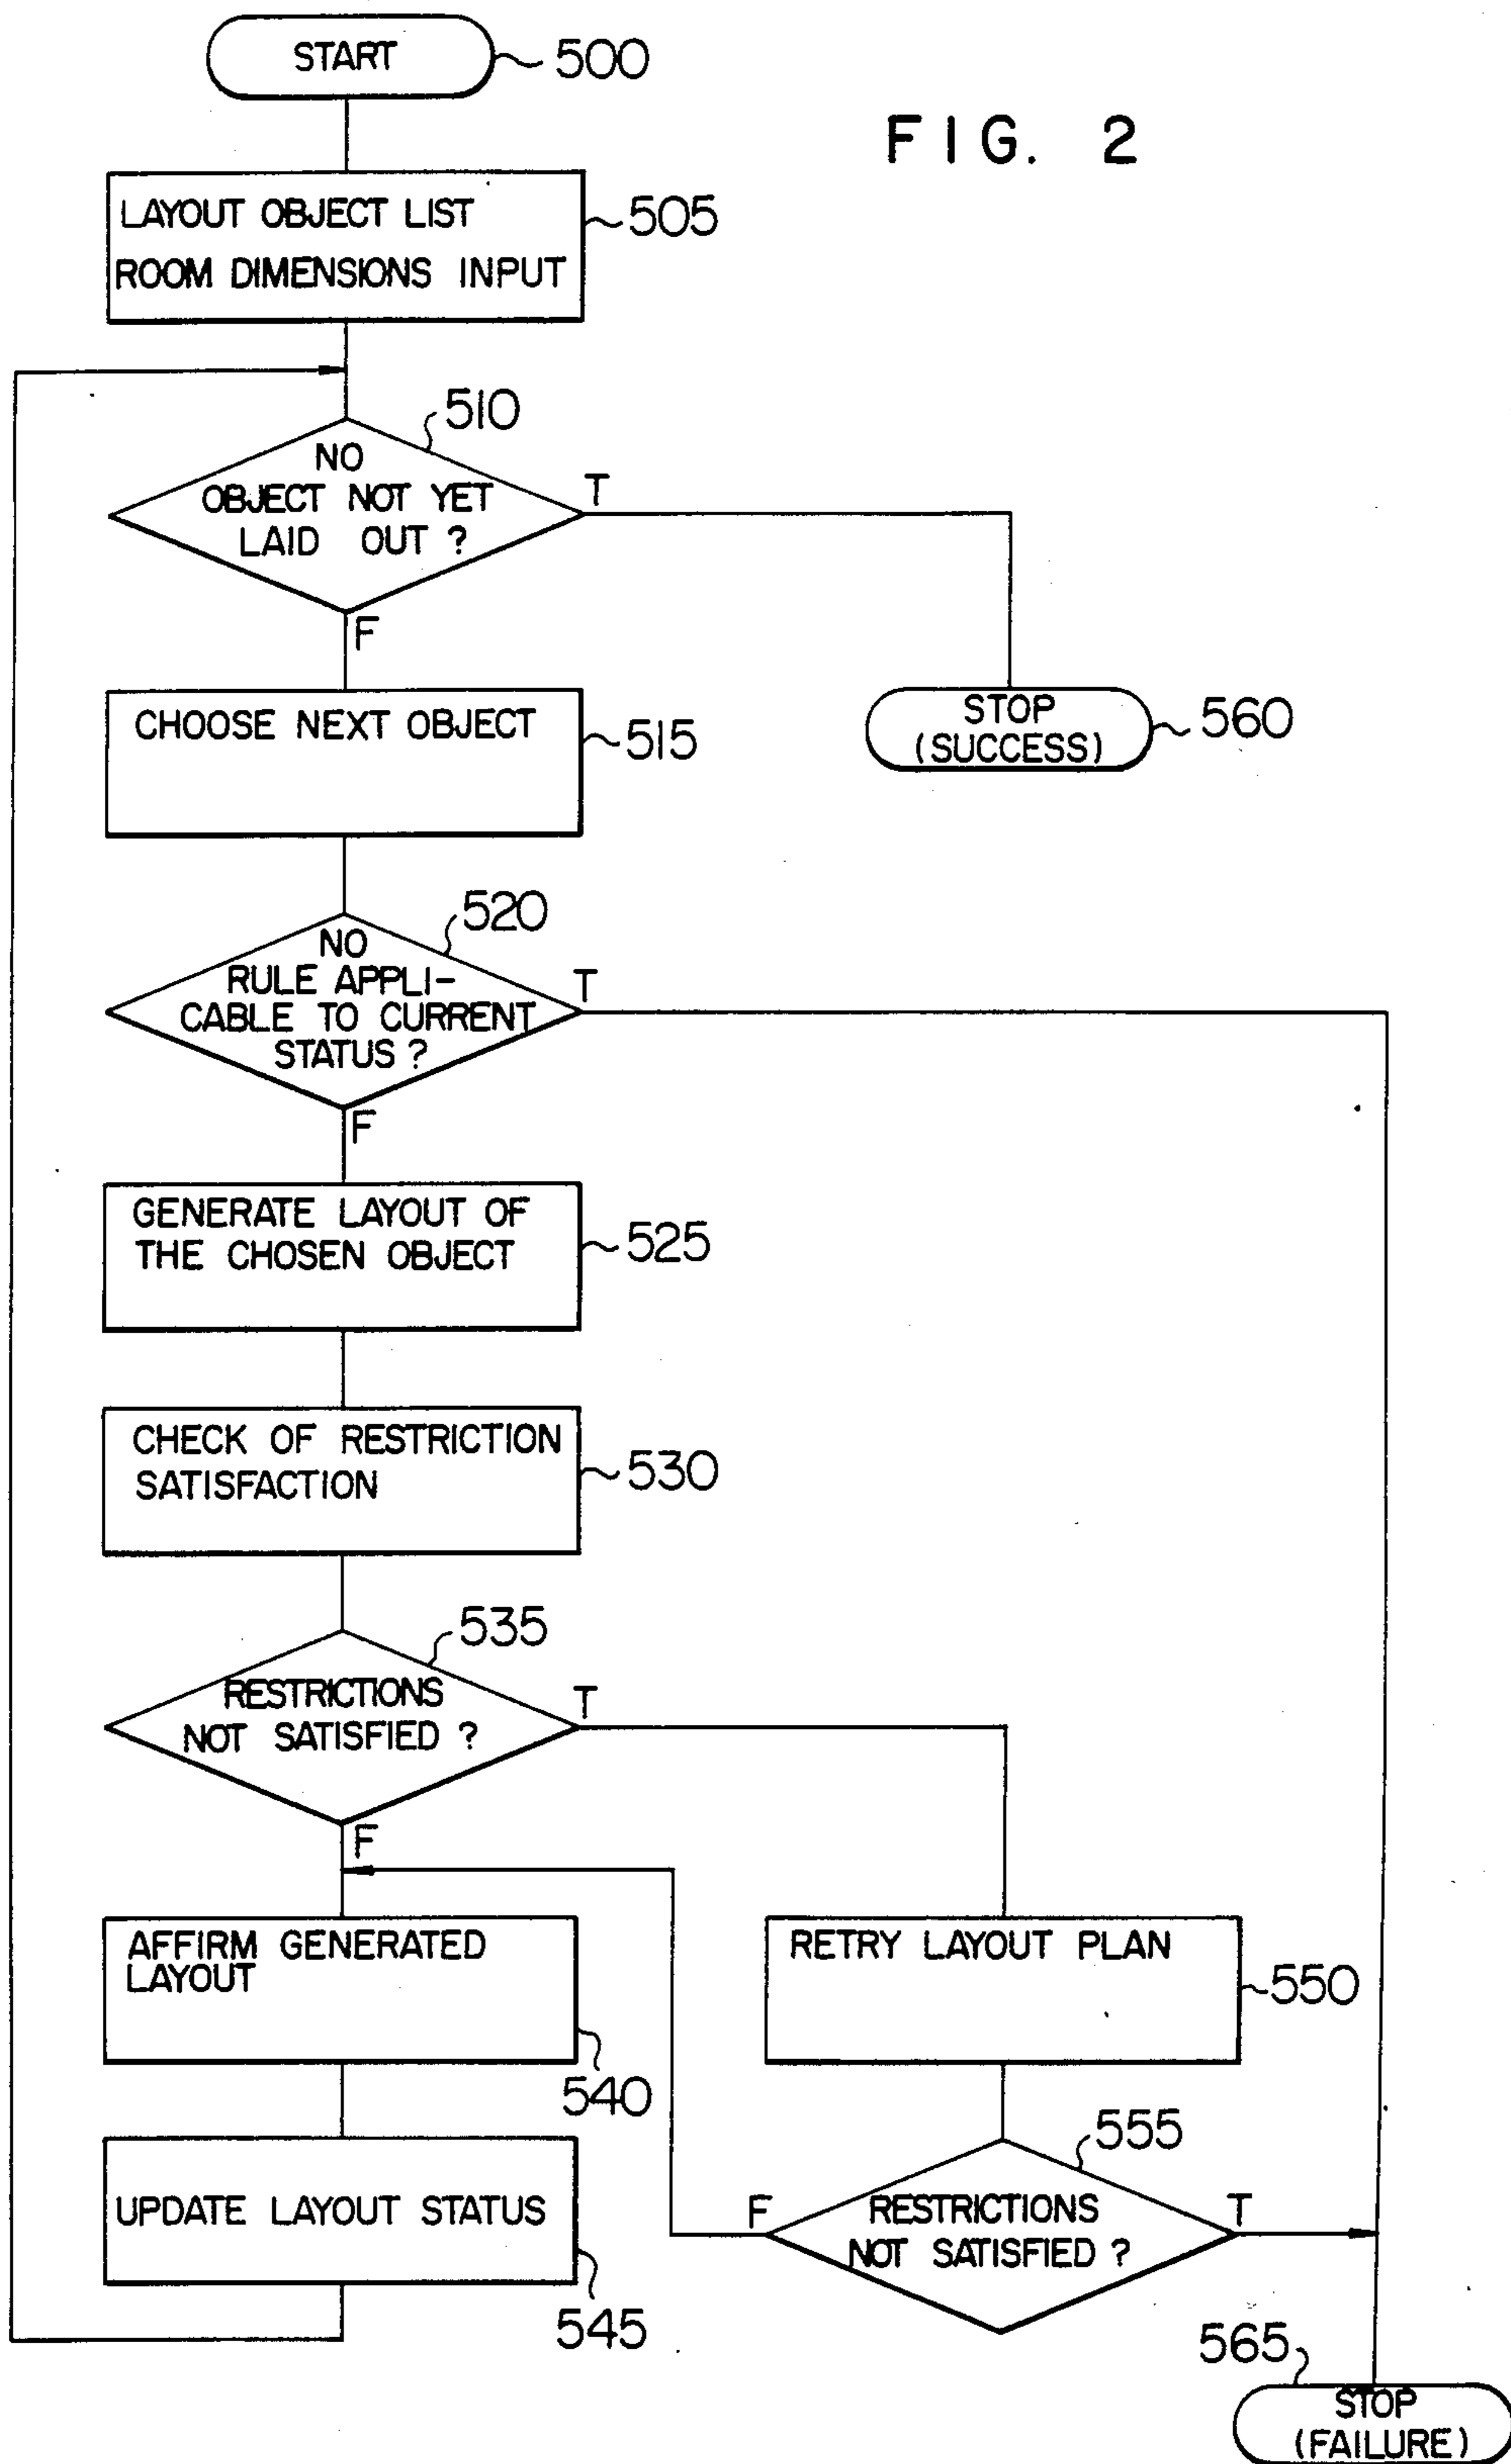 START
500
FIG. 2
LAYOUT OBJECT LIST
ROOM DIMENSIONS INPUT
505
510
NO
OBJECT NOT YET
LAID OUT ?
T
F
CHOOSE NEXT OBJECT
515
STOP
(SUCCESS)
560
520
NO
RULE APPLI-
CABLE TO CURRENT
STATUS ?
T
F
GENERATE LAYOUT OF
THE CHOSEN OBJECT
525
CHECK OF RESTRICTION
SATISFACTION
530
535
RESTRICTIONS
NOT SATISFIED ?
T
F
AFFIRM GENERATED
LAYOUT
540
RETRY LAYOUT PLAN
550
UPDATE LAYOUT STATUS
545
555
F
RESTRICTIONS
NOT SATISFIED ?
T
565
STOP
(FAILURE)